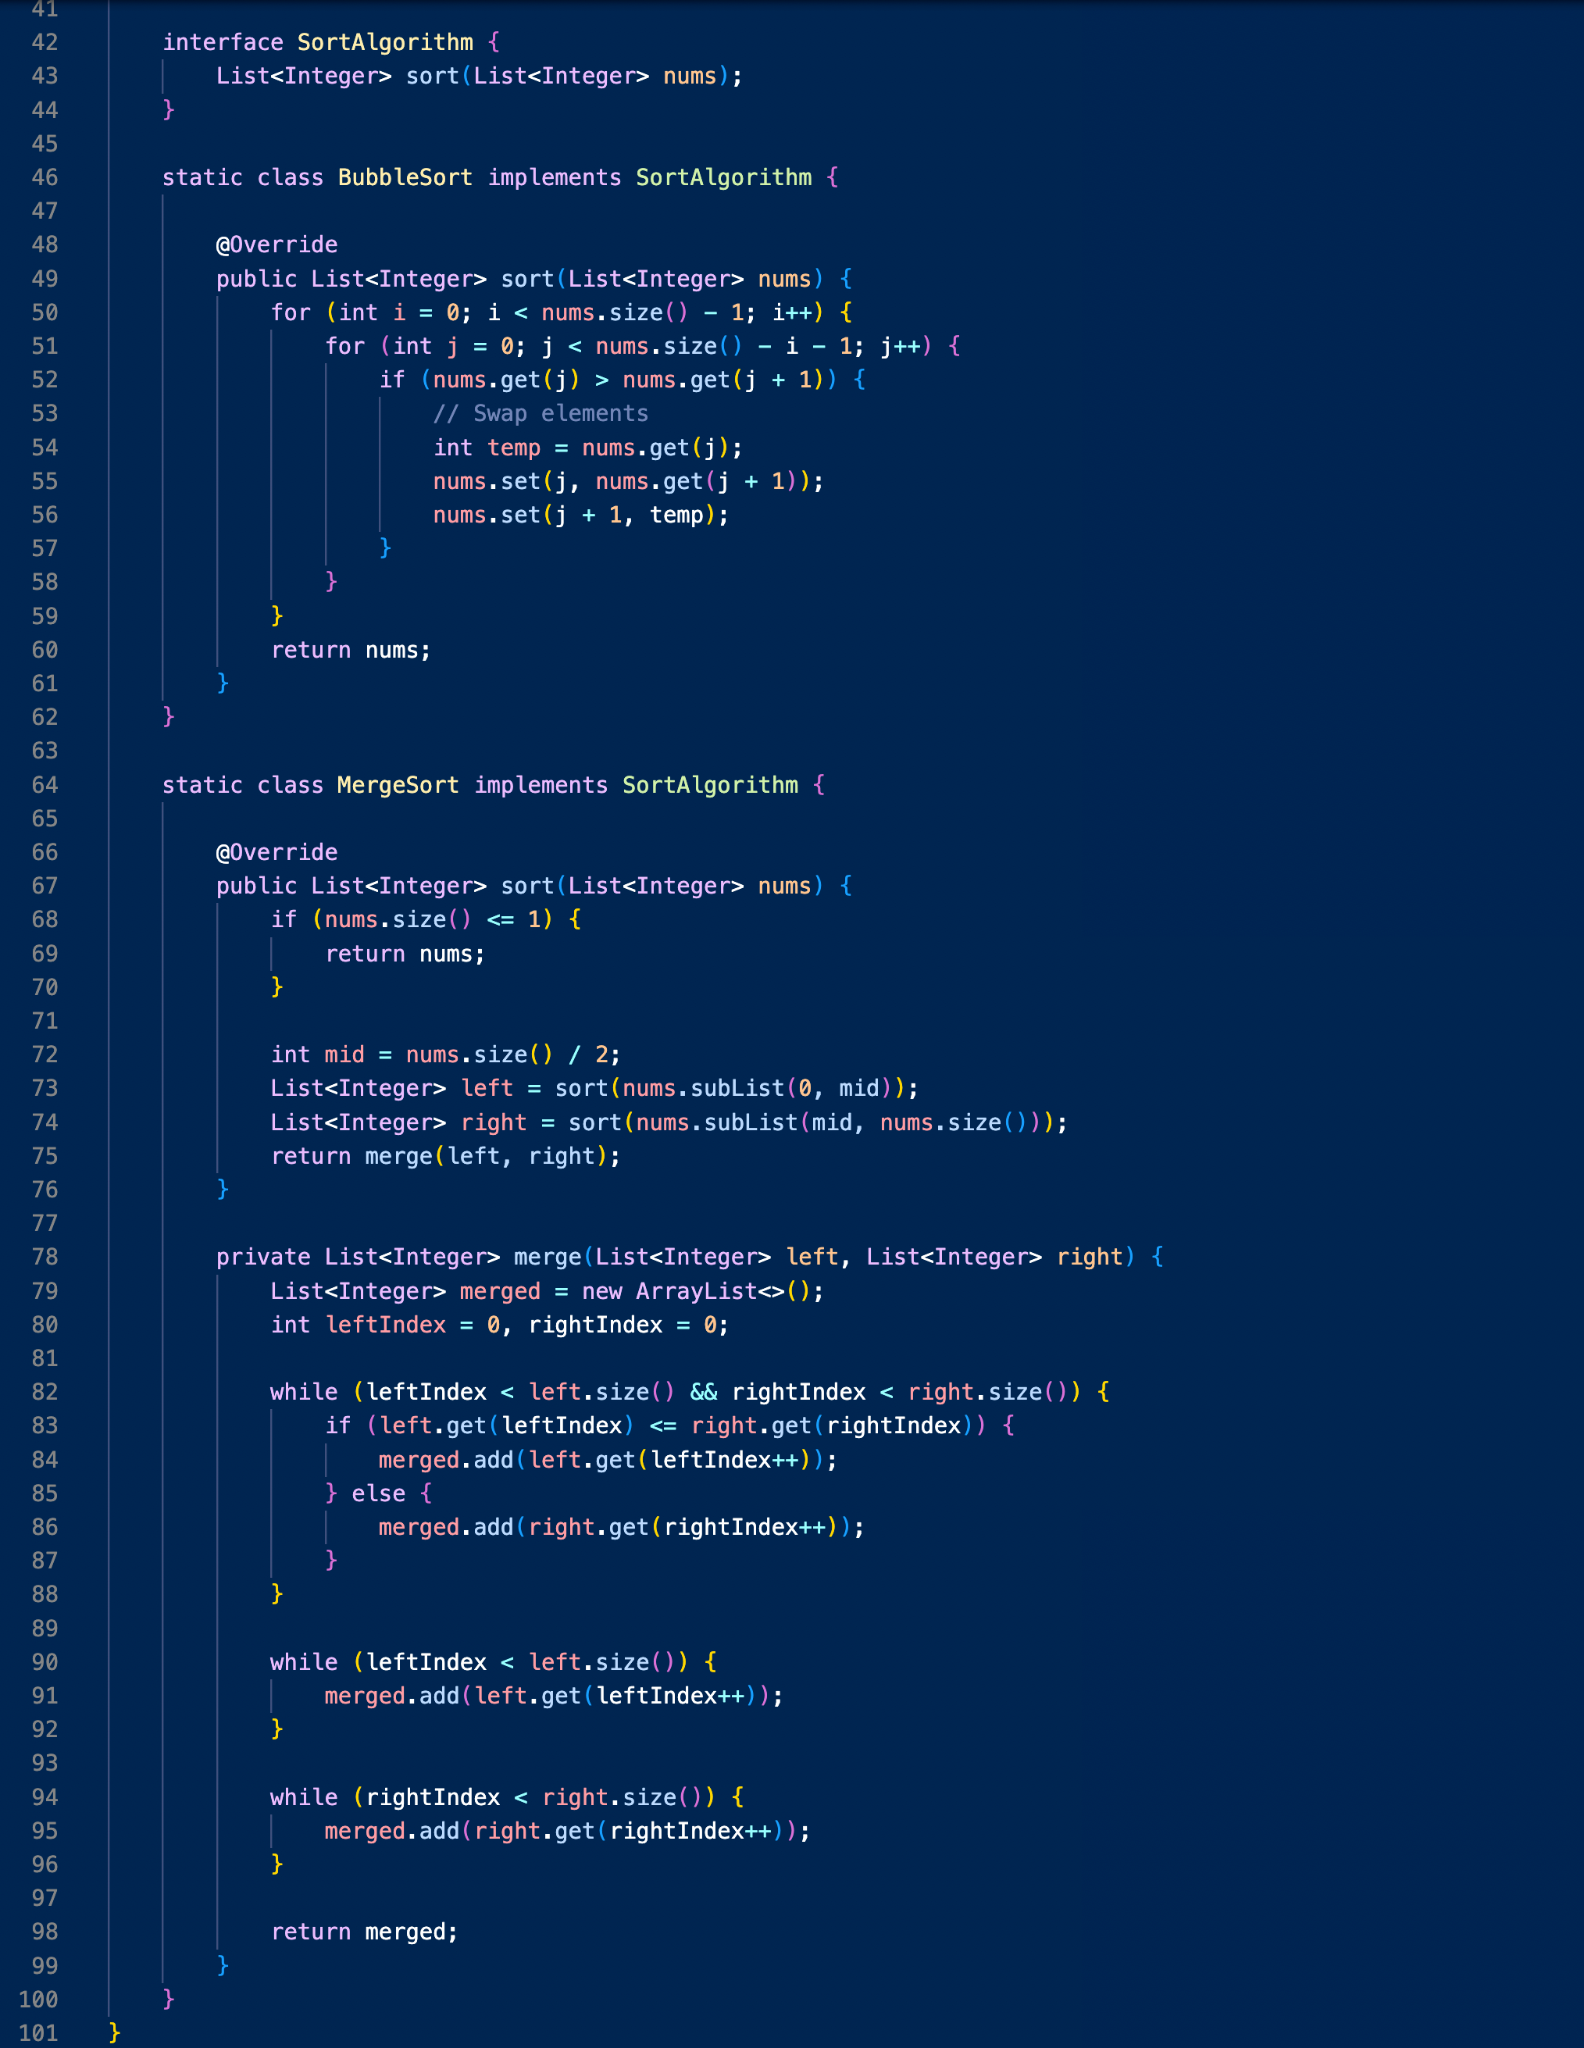 41
42 interface SortAlgorithm {
43 List<Integer> sort(List<Integer> nums);
44 }
45
46 static class BubbleSort implements SortAlgorithm {
47
48 @Override
49 public List<Integer> sort(List<Integer> nums) {
50 for (int i = 0; i < nums.size() - 1; i++) {
51 for (int j = 0; j < nums.size() - i - 1; j++) {
52 if (nums.get(j) > nums.get(j + 1)) {
53 // Swap elements
54 int temp = nums.get(j);
55 nums.set(j, nums.get(j + 1));
56 nums.set(j + 1, temp);
57 }
58 }
59 }
60 return nums;
61 }
62 }
63
64 static class MergeSort implements SortAlgorithm {
65
66 @Override
67 public List<Integer> sort(List<Integer> nums) {
68 if (nums.size() <= 1) {
69 return nums;
70 }
71
72 int mid = nums.size() / 2;
73 List<Integer> left = sort(nums.subList(0, mid));
74 List<Integer> right = sort(nums.subList(mid, nums.size()));
75 return merge(left, right);
76 }
77
78 private List<Integer> merge(List<Integer> left, List<Integer> right) {
79 List<Integer> merged = new ArrayList<>();
80 int leftIndex = 0, rightIndex = 0;
81
82 while (leftIndex < left.size() && rightIndex < right.size()) {
83 if (left.get(leftIndex) <= right.get(rightIndex)) {
84 merged.add(left.get(leftIndex++));
85 } else {
86 merged.add(right.get(rightIndex++));
87 }
88 }
89
90 while (leftIndex < left.size()) {
91 merged.add(left.get(leftIndex++));
92 }
93
94 while (rightIndex < right.size()) {
95 merged.add(right.get(rightIndex++));
96 }
97
98 return merged;
99 }
100 }
101 }